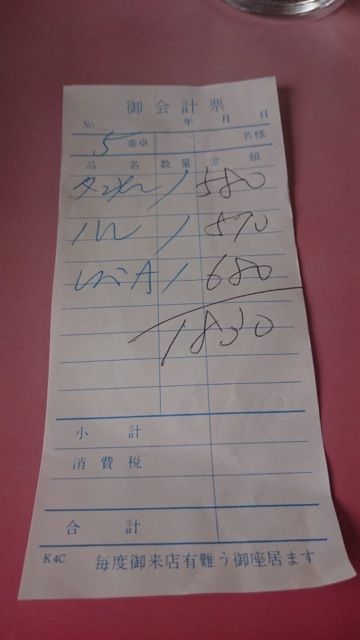 御会計票
No 年 月 日
5 番卓 名様
品名 数量 金額
タンメン 1 580
1 570
レバA 1 680
1830
小計
消費税
合計
K4C 毎度御来店有難う御座居ます